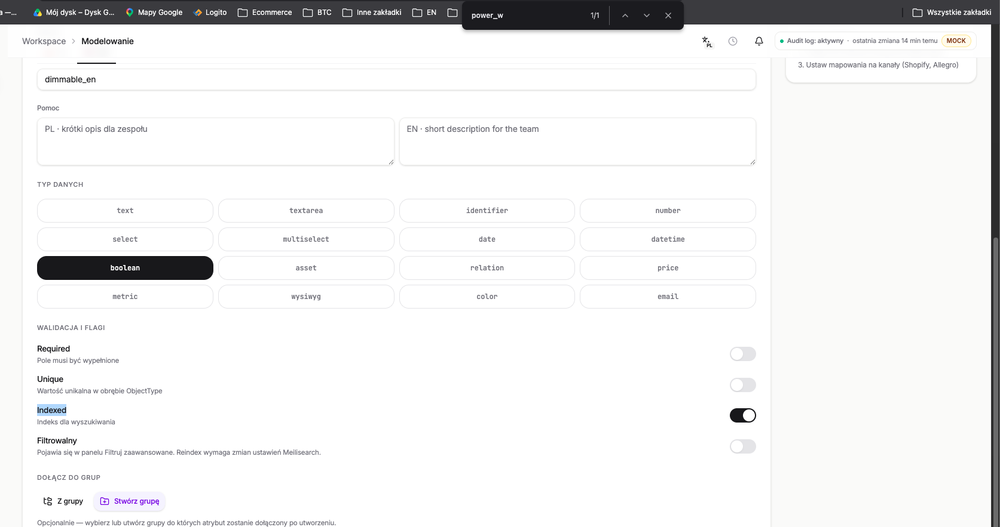 a —...
Mój dysk – Dysk G...
Mapy Google
Logito
Ecommerce
BTC
Inne zakładki
EN
power_w
1/1
Wszystkie zakładki
Workspace > Modelowanie
PL
Audit log: aktywny · ostatnia zmiana 14 min temu
MOCK
3. Ustaw mapowania na kanały (Shopify, Allegro)
dimmable_en
Pomoc
PL · krótki opis dla zespołu
EN · short description for the team
TYP DANYCH
text
textarea
identifier
number
select
multiselect
date
datetime
boolean
asset
relation
price
metric
wysiwyg
color
email
WALIDACJA I FLAGI
Required
Pole musi być wypełnione
Unique
Wartość unikalna w obrębie ObjectType
Indexed
Indeks dla wyszukiwania
Filtrowalny
Pojawia się w panelu Filtruj zaawansowane. Reindex wymaga zmian ustawień Meilisearch.
DOŁĄCZ DO GRUP
Z grupy
Stwórz grupę
Opcjonalnie — wybierz lub utwórz grupy do których atrybut zostanie dołączony po utworzeniu.